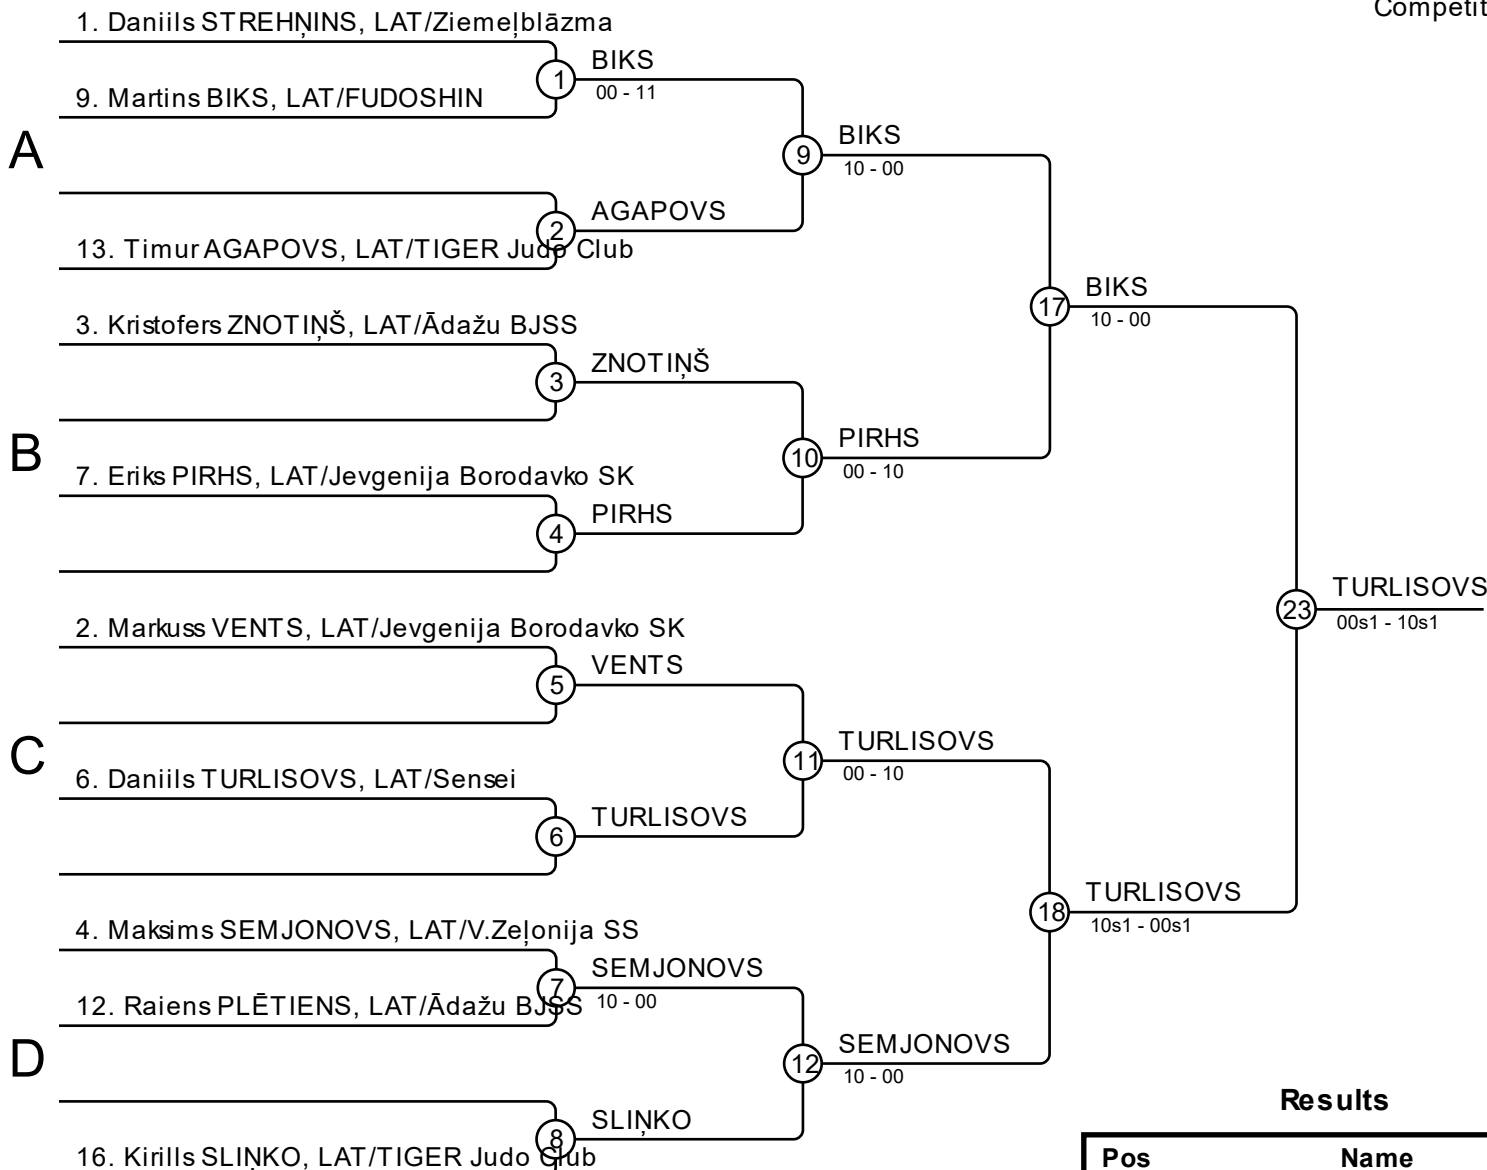 Competit
1. Daniils STREHŅINS, LAT/Ziemeļblāzma
BIKS
1
00 - 11
9. Martins BIKS, LAT/FUDOSHIN
A
BIKS
9
10 - 00
AGAPOVS
2
13. Timur AGAPOVS, LAT/TIGER Judo Club
BIKS
17
10 - 00
3. Kristofers ZNOTIŅŠ, LAT/Ādažu BJSS
ZNOTIŅŠ
3
B
PIRHS
10
00 - 10
7. Eriks PIRHS, LAT/Jevgenija Borodavko SK
PIRHS
4
TURLISOVS
23
00s1 - 10s1
2. Markuss VENTS, LAT/Jevgenija Borodavko SK
VENTS
5
C
TURLISOVS
11
00 - 10
6. Daniils TURLISOVS, LAT/Sensei
TURLISOVS
6
TURLISOVS
18
10s1 - 00s1
4. Maksims SEMJONOVS, LAT/V.Zeļonija SS
SEMJONOVS
7
10 - 00
12. Raiens PLĒTIENS, LAT/Ādažu BJSS
D
SEMJONOVS
12
10 - 00
SLIŅKO
8
16. Kirills SLIŅKO, LAT/TIGER Judo Club
Results
Pos Name